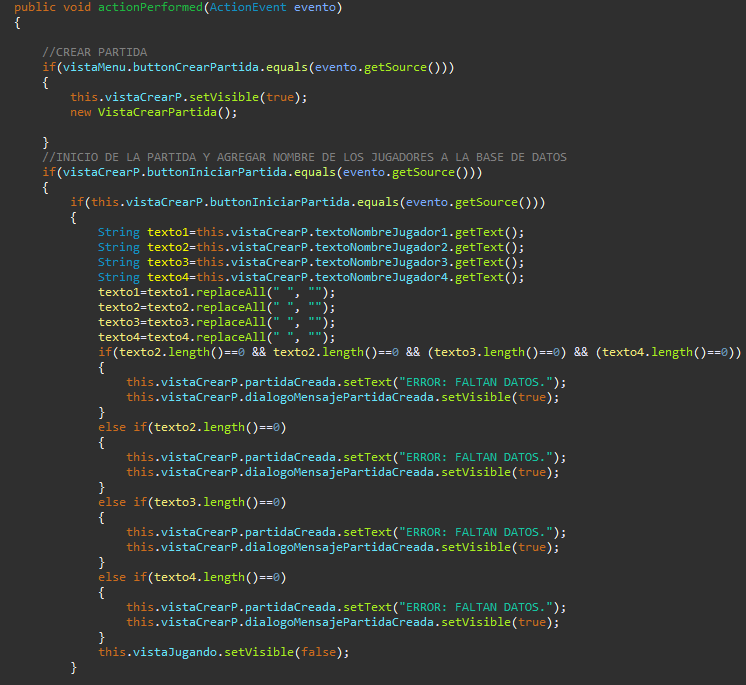 public void actionPerformed(ActionEvent evento)
{
//CREAR PARTIDA
if(vistaMenu.buttonCrearPartida.equals(evento.getSource()))
{
this.vistaCrearP.setVisible(true);
new VistaCrearPartida();
}
//INICIO DE LA PARTIDA Y AGREGAR NOMBRE DE LOS JUGADORES A LA BASE DE DATOS
if(vistaCrearP.buttonIniciarPartida.equals(evento.getSource()))
{
if(this.vistaCrearP.buttonIniciarPartida.equals(evento.getSource()))
{
String texto1=this.vistaCrearP.textoNombreJugador1.getText();
String texto2=this.vistaCrearP.textoNombreJugador2.getText();
String texto3=this.vistaCrearP.textoNombreJugador3.getText();
String texto4=this.vistaCrearP.textoNombreJugador4.getText();
texto1=texto1.replaceAll(" ", "");
texto2=texto2.replaceAll(" ", "");
texto3=texto3.replaceAll(" ", "");
texto4=texto4.replaceAll(" ", "");
if(texto2.length()==0 && texto2.length()==0 && (texto3.length()==0) && (texto4.length()==0))
{
this.vistaCrearP.partidaCreada.setText("ERROR: FALTAN DATOS.");
this.vistaCrearP.dialogoMensajePartidaCreada.setVisible(true);
}
else if(texto2.length()==0)
{
this.vistaCrearP.partidaCreada.setText("ERROR: FALTAN DATOS.");
this.vistaCrearP.dialogoMensajePartidaCreada.setVisible(true);
}
else if(texto3.length()==0)
{
this.vistaCrearP.partidaCreada.setText("ERROR: FALTAN DATOS.");
this.vistaCrearP.dialogoMensajePartidaCreada.setVisible(true);
}
else if(texto4.length()==0)
{
this.vistaCrearP.partidaCreada.setText("ERROR: FALTAN DATOS.");
this.vistaCrearP.dialogoMensajePartidaCreada.setVisible(true);
}
this.vistaJugando.setVisible(false);
}